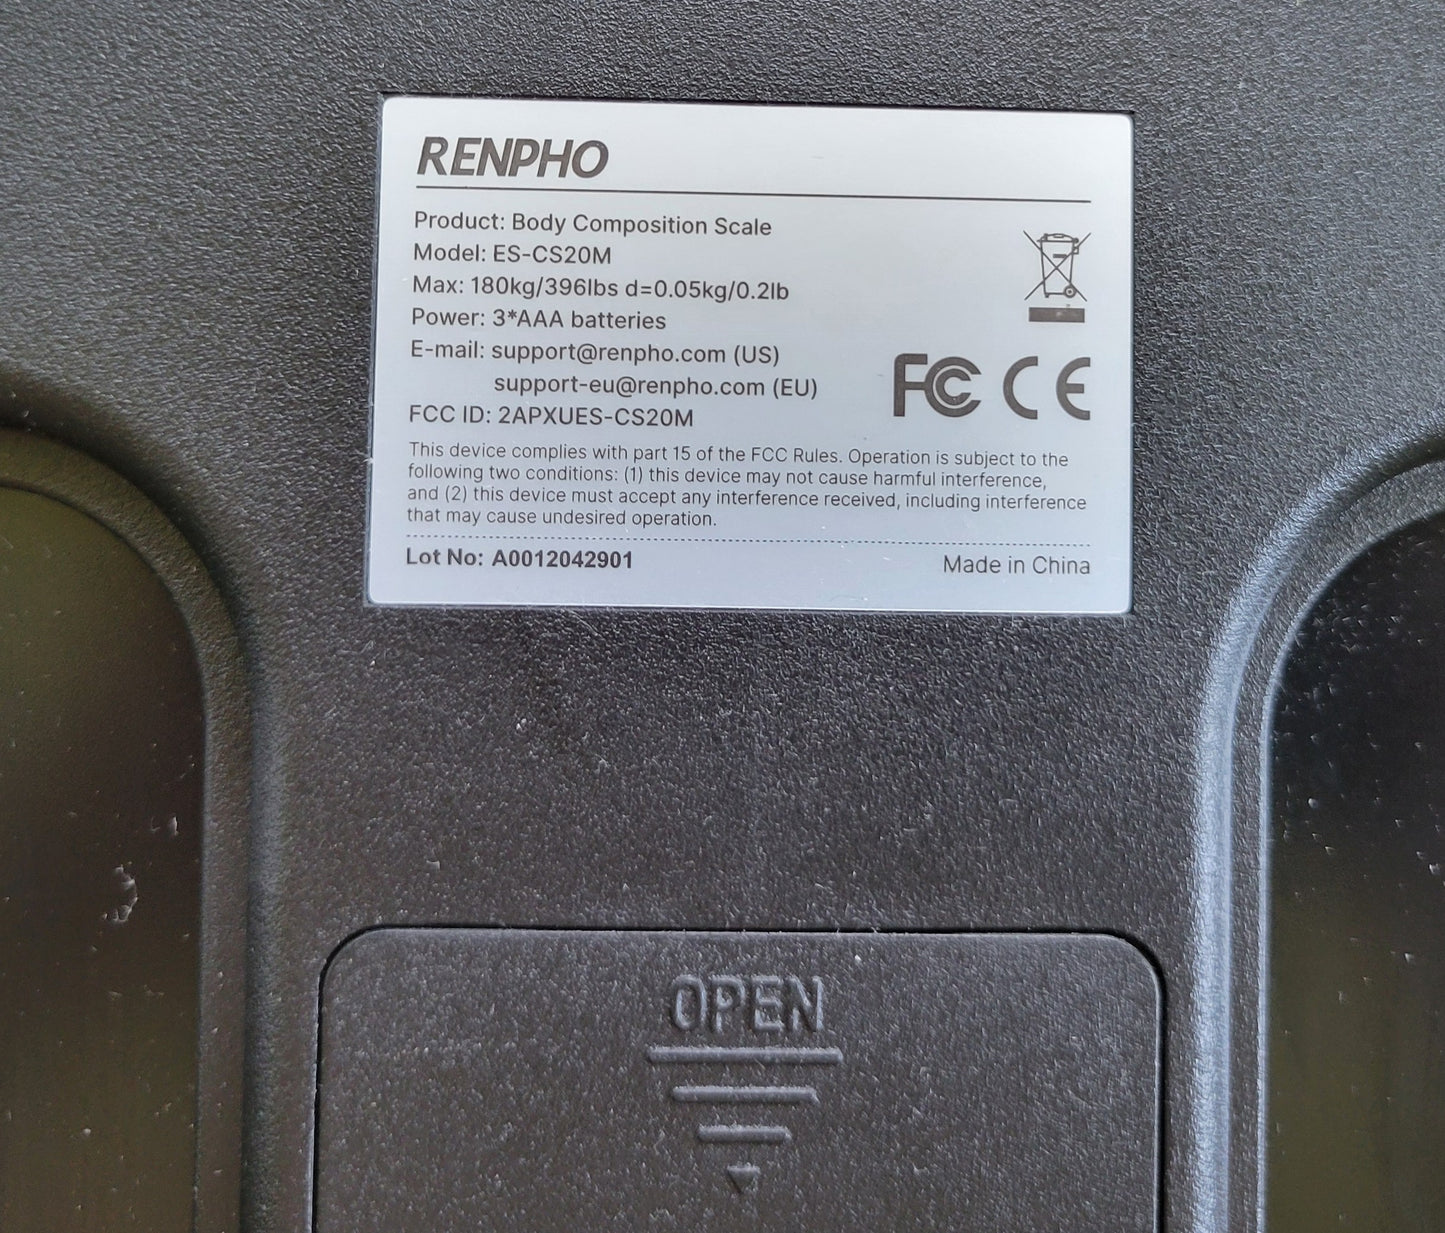 RENPHO
Product: Body Composition Scale
Model: ES-CS20M
Max: 180kg/396lbs d=0.05kg/0.2lb
Power: 3*AAA batteries
E-mail: support@renpho.com (US)
support-eu@renpho.com (EU)
FCC ID: 2APXUES-CS20M
FC CE
This device complies with part 15 of the FCC Rules. Operation is subject to the
following two conditions: (1) this device may not cause harmful interference,
and (2) this device must accept any interference received, including interference
that may cause undesired operation.
Lot No: A0012042901
Made in China
OPEN